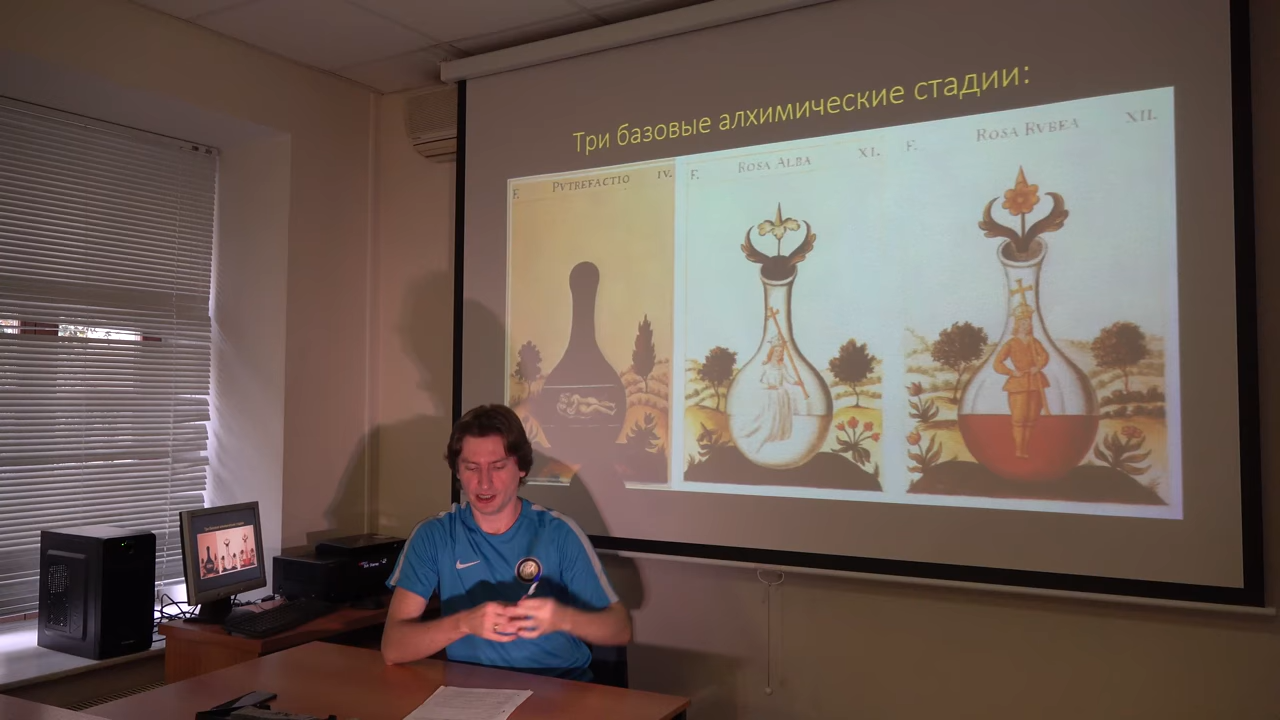 Три базовые алхимические стадии:
F. PVTREFACTIO IV.
F. ROSA ALBA XI.
F. ROSA RVBEA XII.